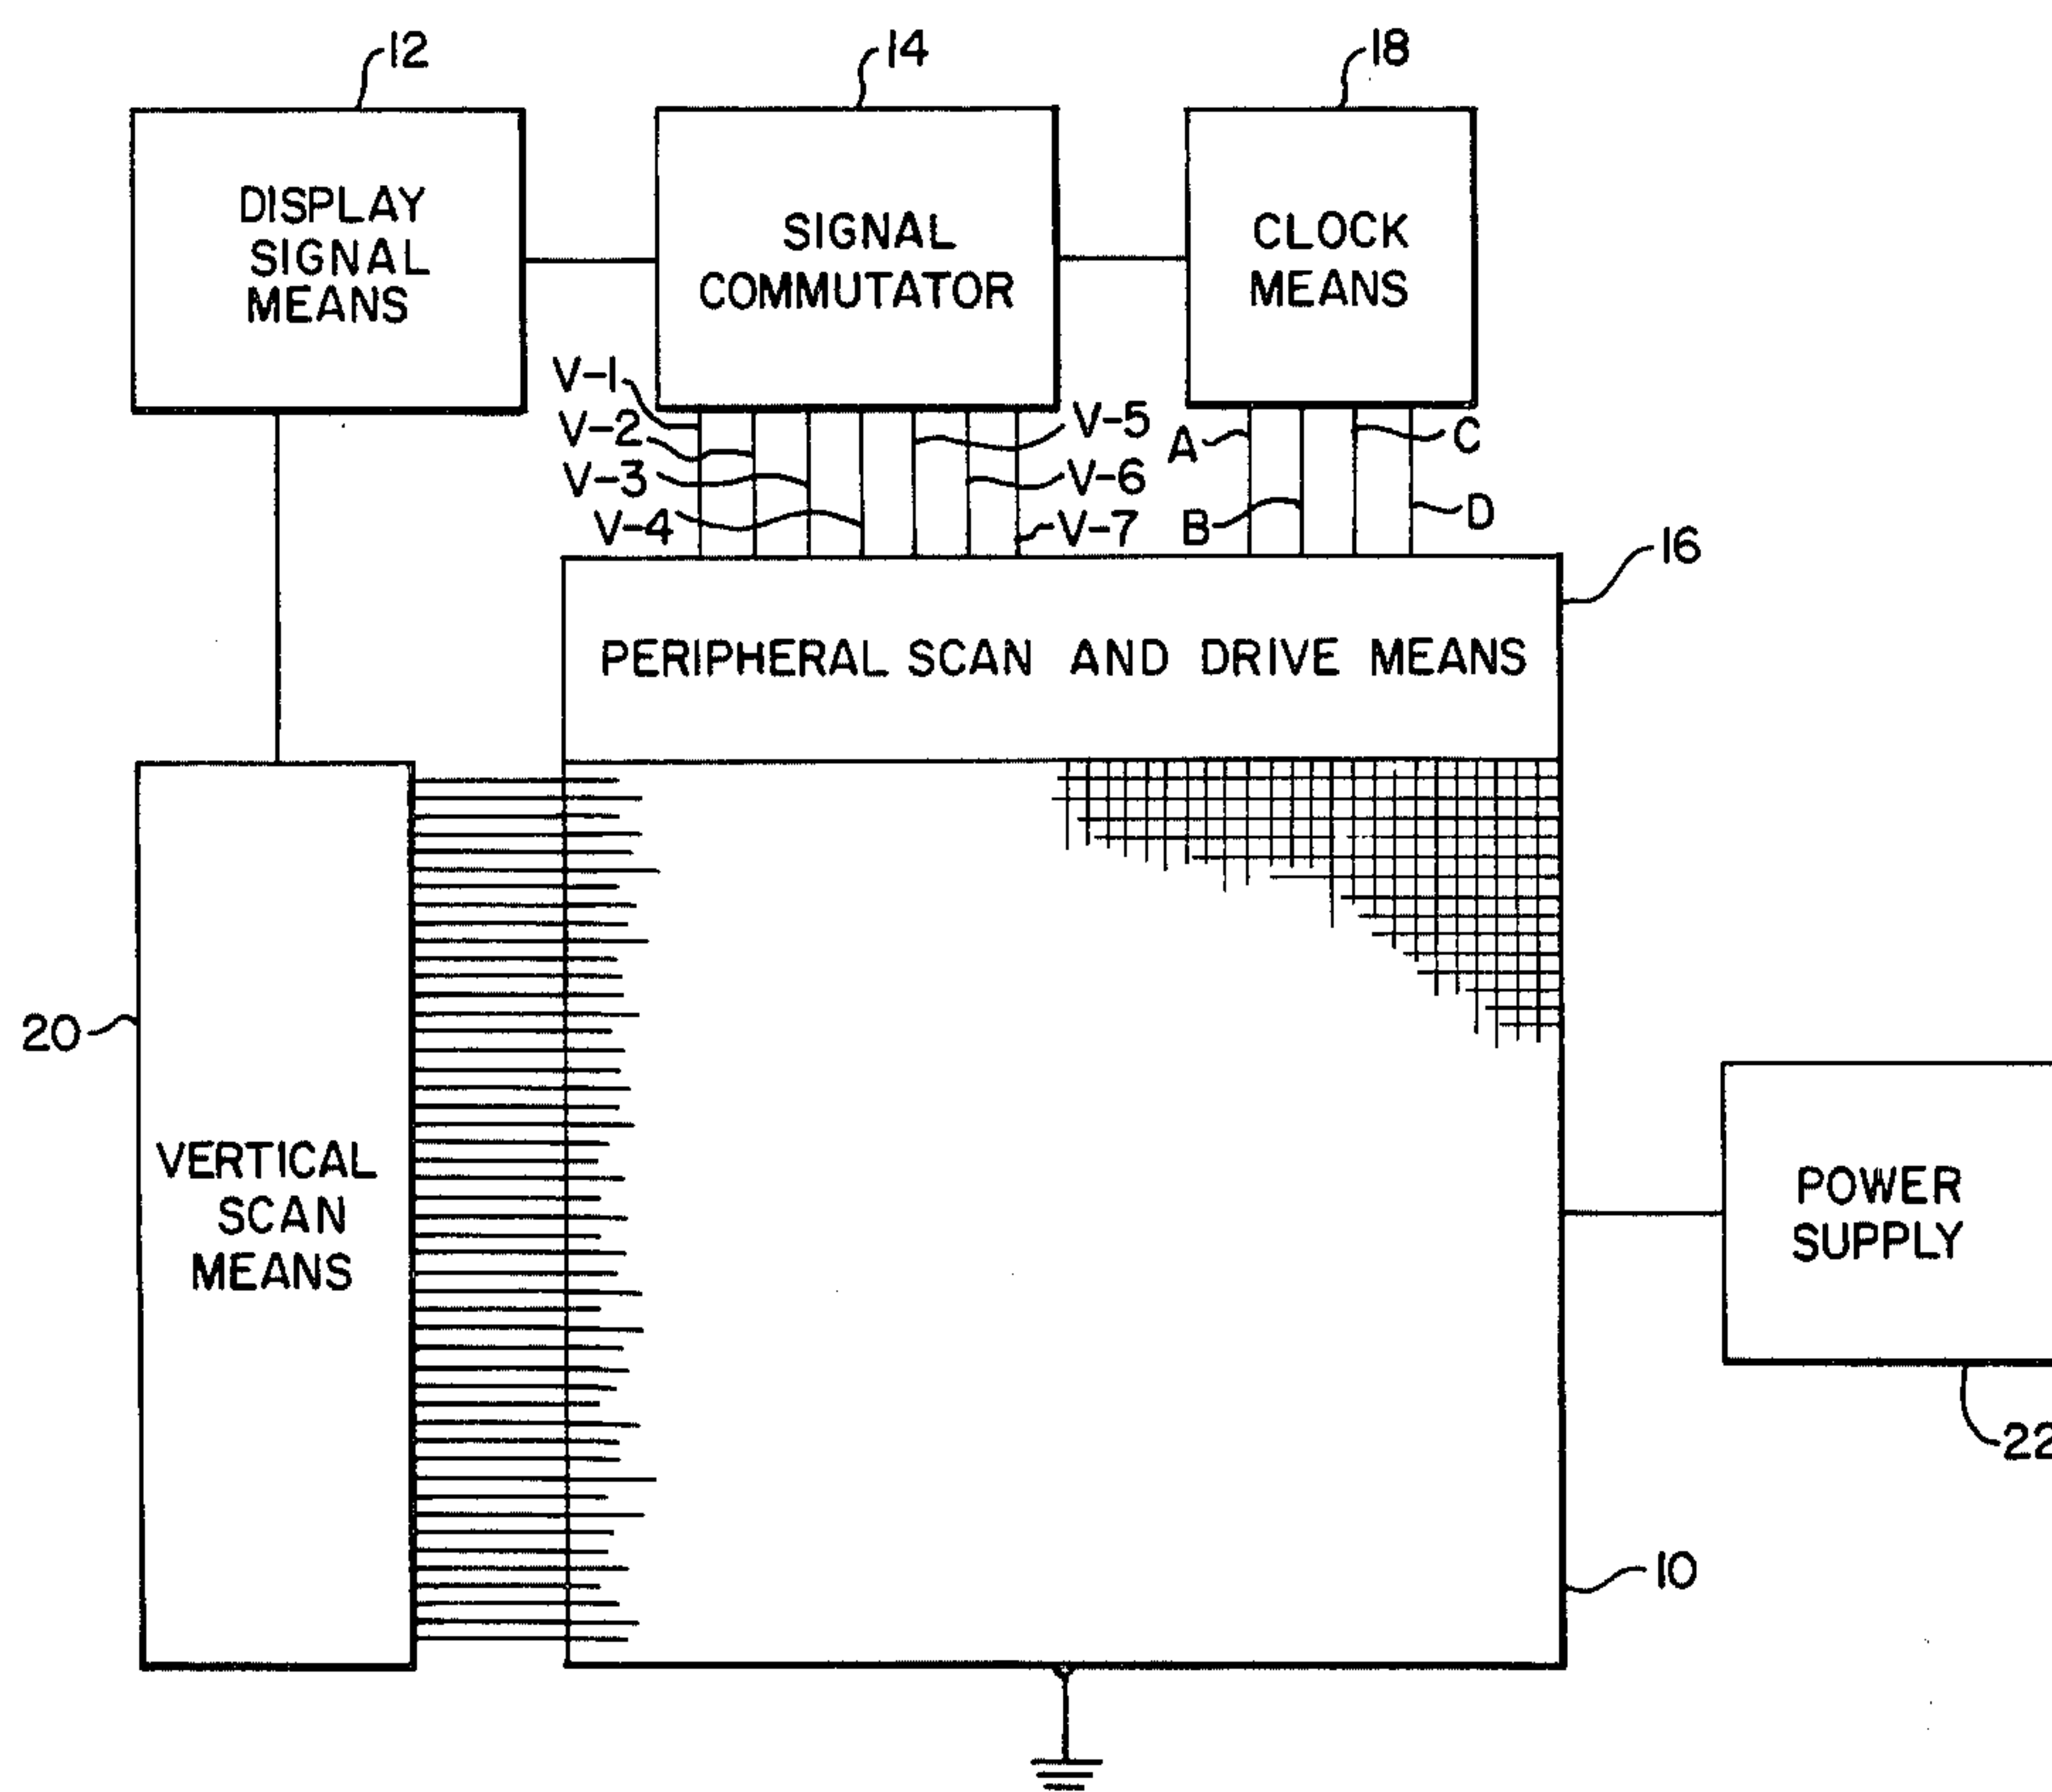 12
14
18
DISPLAY
SIGNAL
MEANS
SIGNAL
COMMUTATOR
CLOCK
MEANS
V-1
V-2
V-3
V-4
V-5
V-6
V-7
A
B
C
D
16
PERIPHERAL SCAN AND DRIVE MEANS
20
VERTICAL
SCAN
MEANS
POWER
SUPPLY
22
10